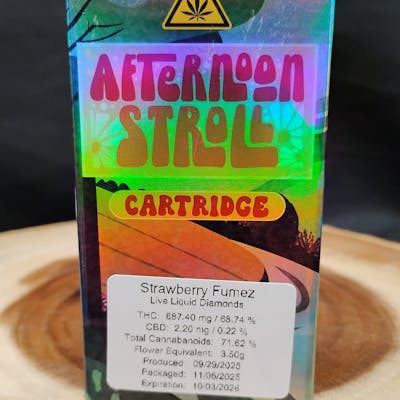 AFTERNOON
STROLL
CARTRIDGE
Strawberry Fumez
Live Liquid Diamonds
THC: 687.40 mg / 68.74 %
CBD: 2.20 mg / 0.22 %
Total Cannabanoids: 71.62 %
Flower Equivalent: 3.50g
Produced: 09/29/2025
Packaged: 11/06/2025
Expiration: 10/03/2026